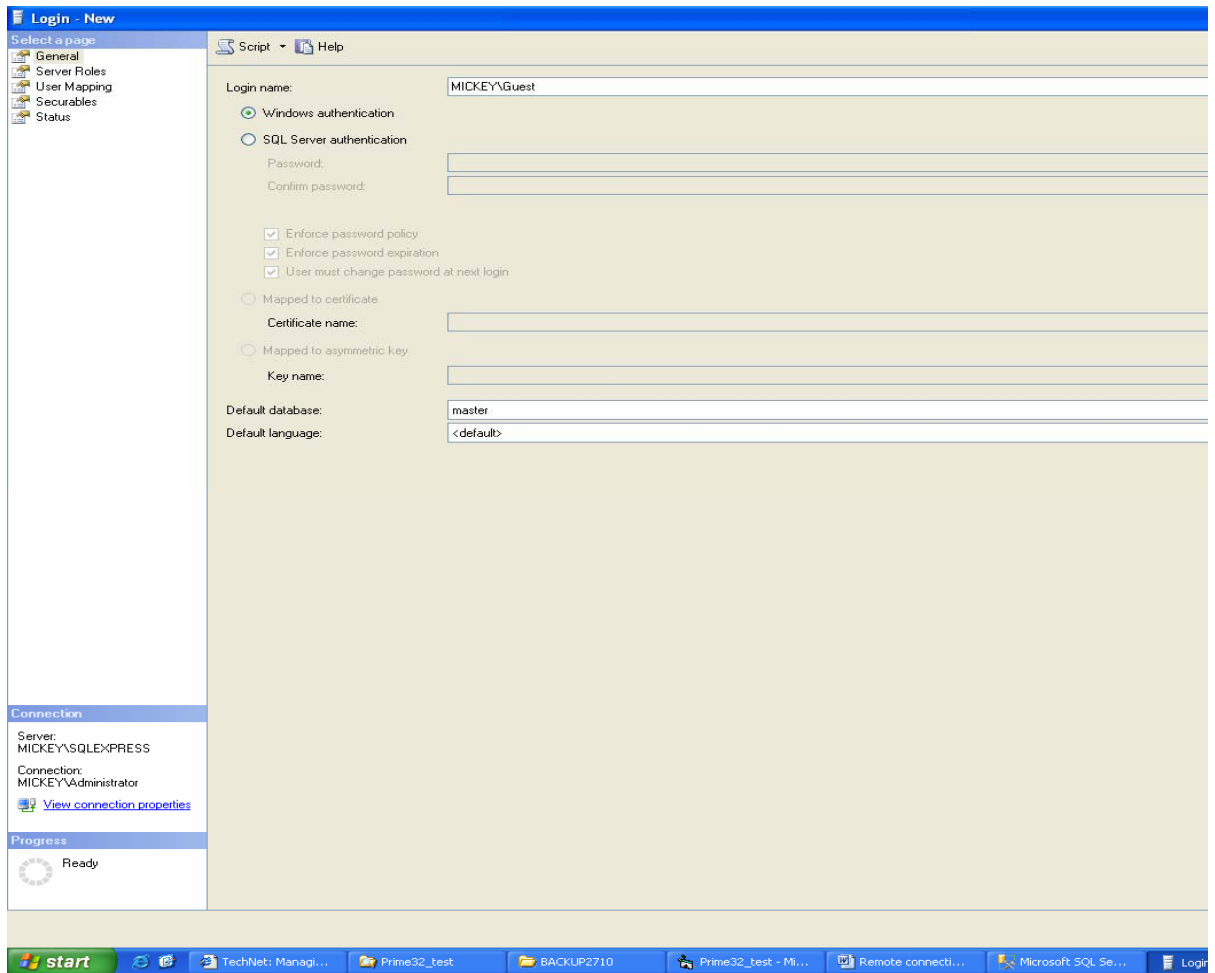 Login - New
Select a page
General
Server Roles
User Mapping
Securables
Status
Script Help
Login name: MICKEY\Guest
Windows authentication
SQL Server authentication
Password:
Confirm password:
Enforce password policy
Enforce password expiration
User must change password at next login
Mapped to certificate
Certificate name:
Mapped to asymmetric key
Key name:
Default database: master
Default language: <default>
Connection
Server:
MICKEY\SQLEXPRESS
Connection:
MICKEY\Administrator
View connection properties
Progress
Ready
start TechNet: Managi... Prime32_test BACKUP2710 Prime32_test - Mi... Remote connecti... Microsoft SQL Se... Login